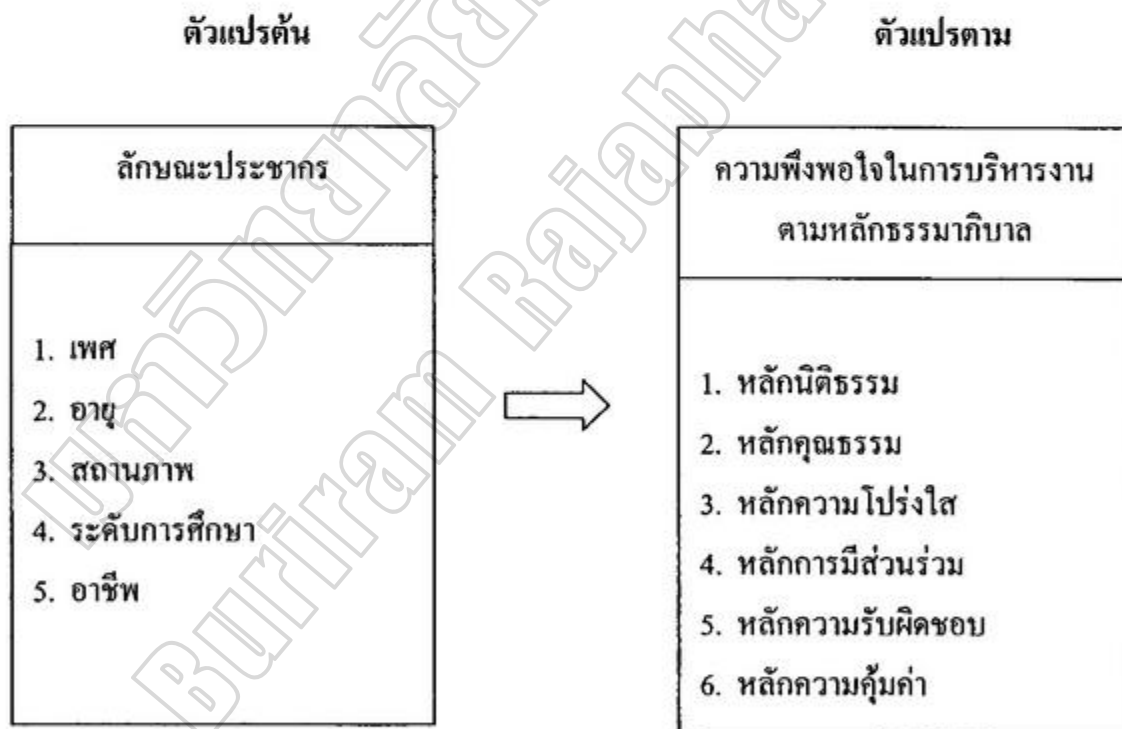 ตัวแปรต้น
ลักษณะประชากร
1. เพศ
2. อายุ
3. สถานภาพ
4. ระดับการศึกษา
5. อาชีพ
ตัวแปรตาม
ความพึงพอใจในการบริหารงาน
ตามหลักธรรมาภิบาล
1. หลักนิติธรรม
2. หลักคุณธรรม
3. หลักความโปร่งใส
4. หลักการมีส่วนร่วม
5. หลักความรับผิดชอบ
6. หลักความคุ้มค่า
Buriram Rajabha